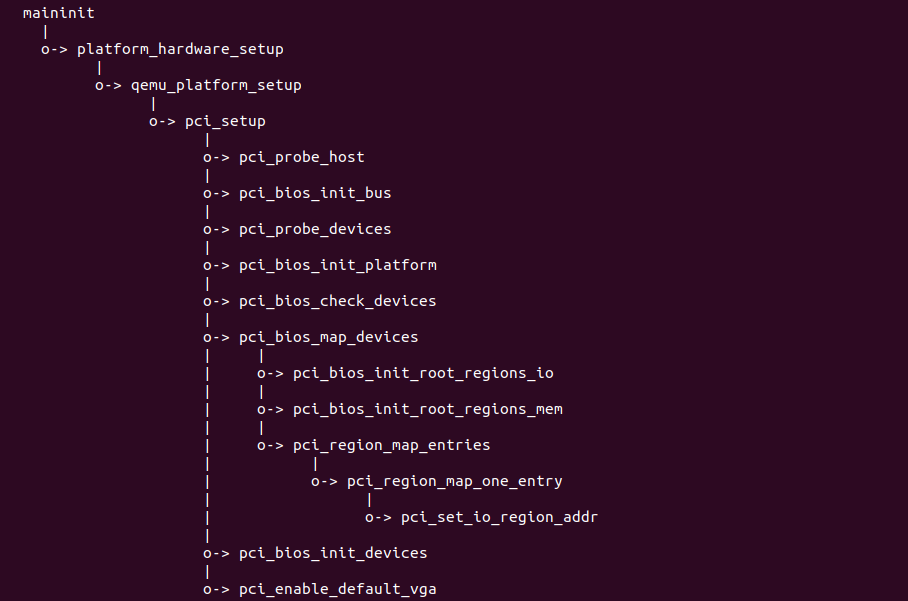 maininit
|
o-> platform_hardware_setup
|
o-> qemu_platform_setup
|
o-> pci_setup
|
o-> pci_probe_host
|
o-> pci_bios_init_bus
|
o-> pci_probe_devices
|
o-> pci_bios_init_platform
|
o-> pci_bios_check_devices
|
o-> pci_bios_map_devices
|     |
|     o-> pci_bios_init_root_regions_io
|     |
|     o-> pci_bios_init_root_regions_mem
|     |
|     o-> pci_region_map_entries
|           |
|           o-> pci_region_map_one_entry
|                 |
|                 o-> pci_set_io_region_addr
|
o-> pci_bios_init_devices
|
o-> pci_enable_default_vga